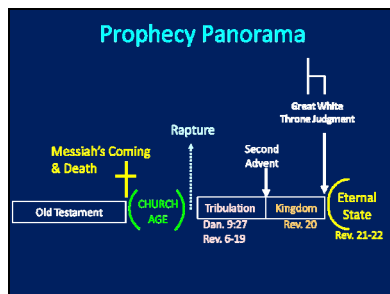 Prophecy Panorama
Great White
Throne Judgment
Rapture
Messiah's Coming
& Death
Second
Advent
Old Testament
CHURCH
AGE
Tribulation
Kingdom
Eternal
State
Dan. 9:27
Rev. 6-19
Rev. 20
Rev. 21-22